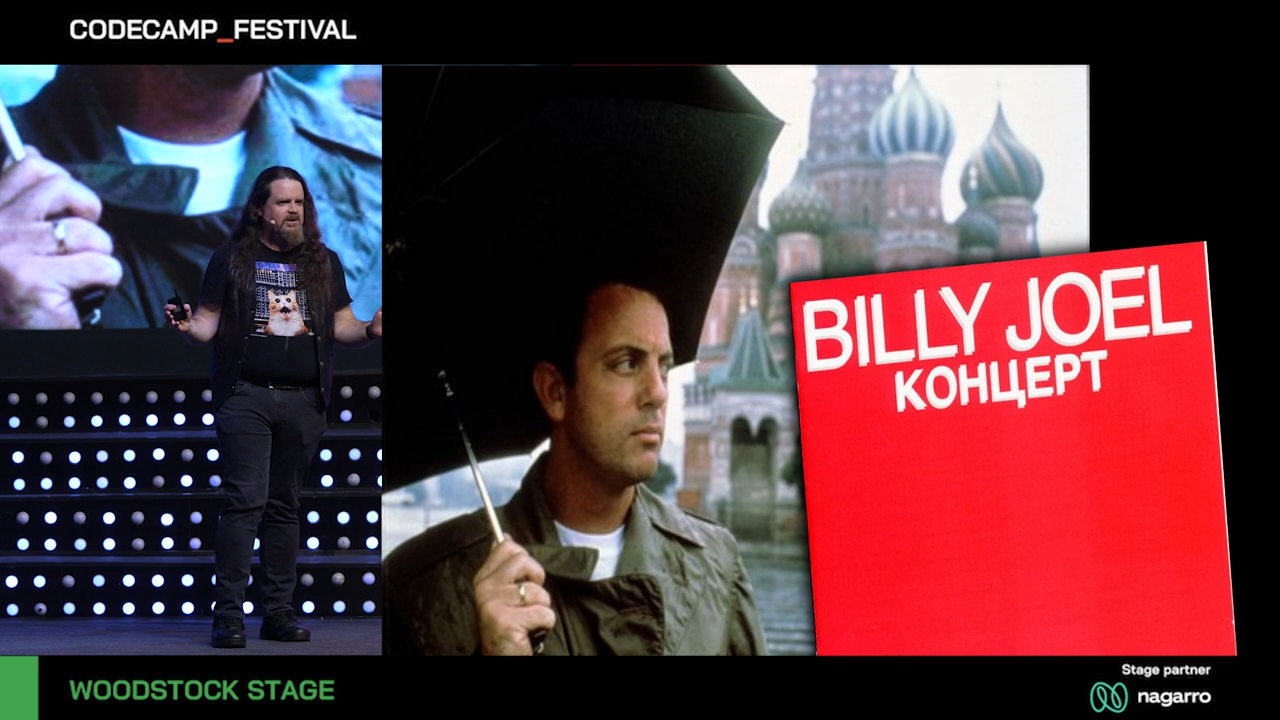 CODECAMP_FESTIVAL
BILLY JOEL
КОНЦЕРТ
WOODSTOCK STAGE
Stage partner
nagarro